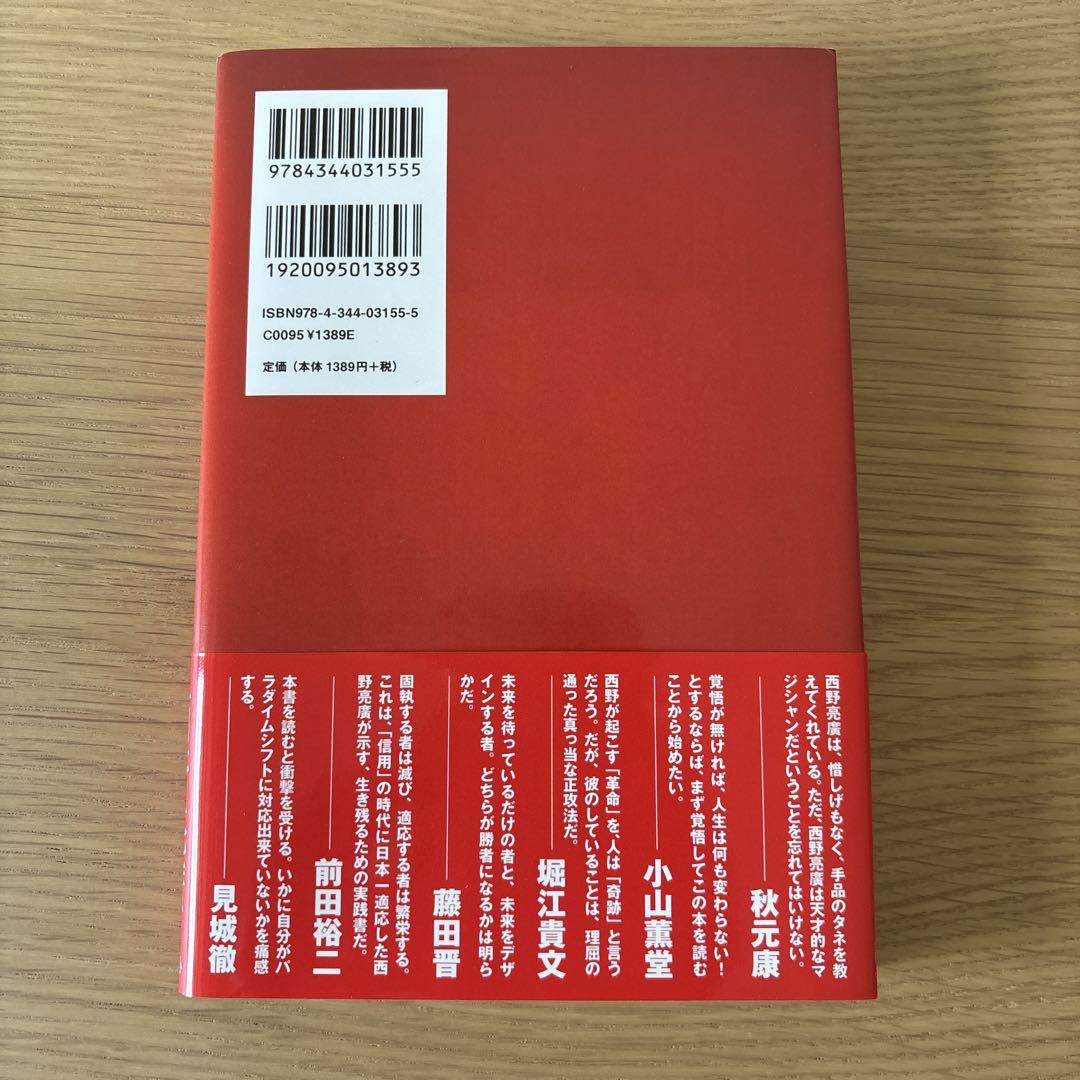 9784344031555
1920095013893
ISBN978-4-344-03155-5
C0095 ¥1389E
定価（本体 1389円＋税）
西野亮廣は、惜しげもなく、手品のタネを教
えてくれている。ただ、西野亮廣は天才的なマ
ジシャンだということを忘れてはいけない。
秋元康
覚悟が無ければ、人生は何も変わらない！
とするならば、まず覚悟してこの本を読む
ことから始めたい。
小山薫堂
西野が起こす「革命」を、人は「奇跡」と言う
だろう。だが、彼のしていることは、理屈の
通った真っ当な正攻法だ。
堀江貴文
未来を待っているだけの者と、未来をデザ
インする者。どちらが勝者になるかは明ら
かだ。
藤田晋
固執する者は滅び、適応する者は繁栄する。
これは、「信用」の時代に日本一適応した西
野亮廣が示す、生き残るための実践書だ。
前田裕二
本書を読むと衝撃を受ける。いかに自分がパ
ラダイムシフトに対応出来ていないかを痛感
する。
見城徹